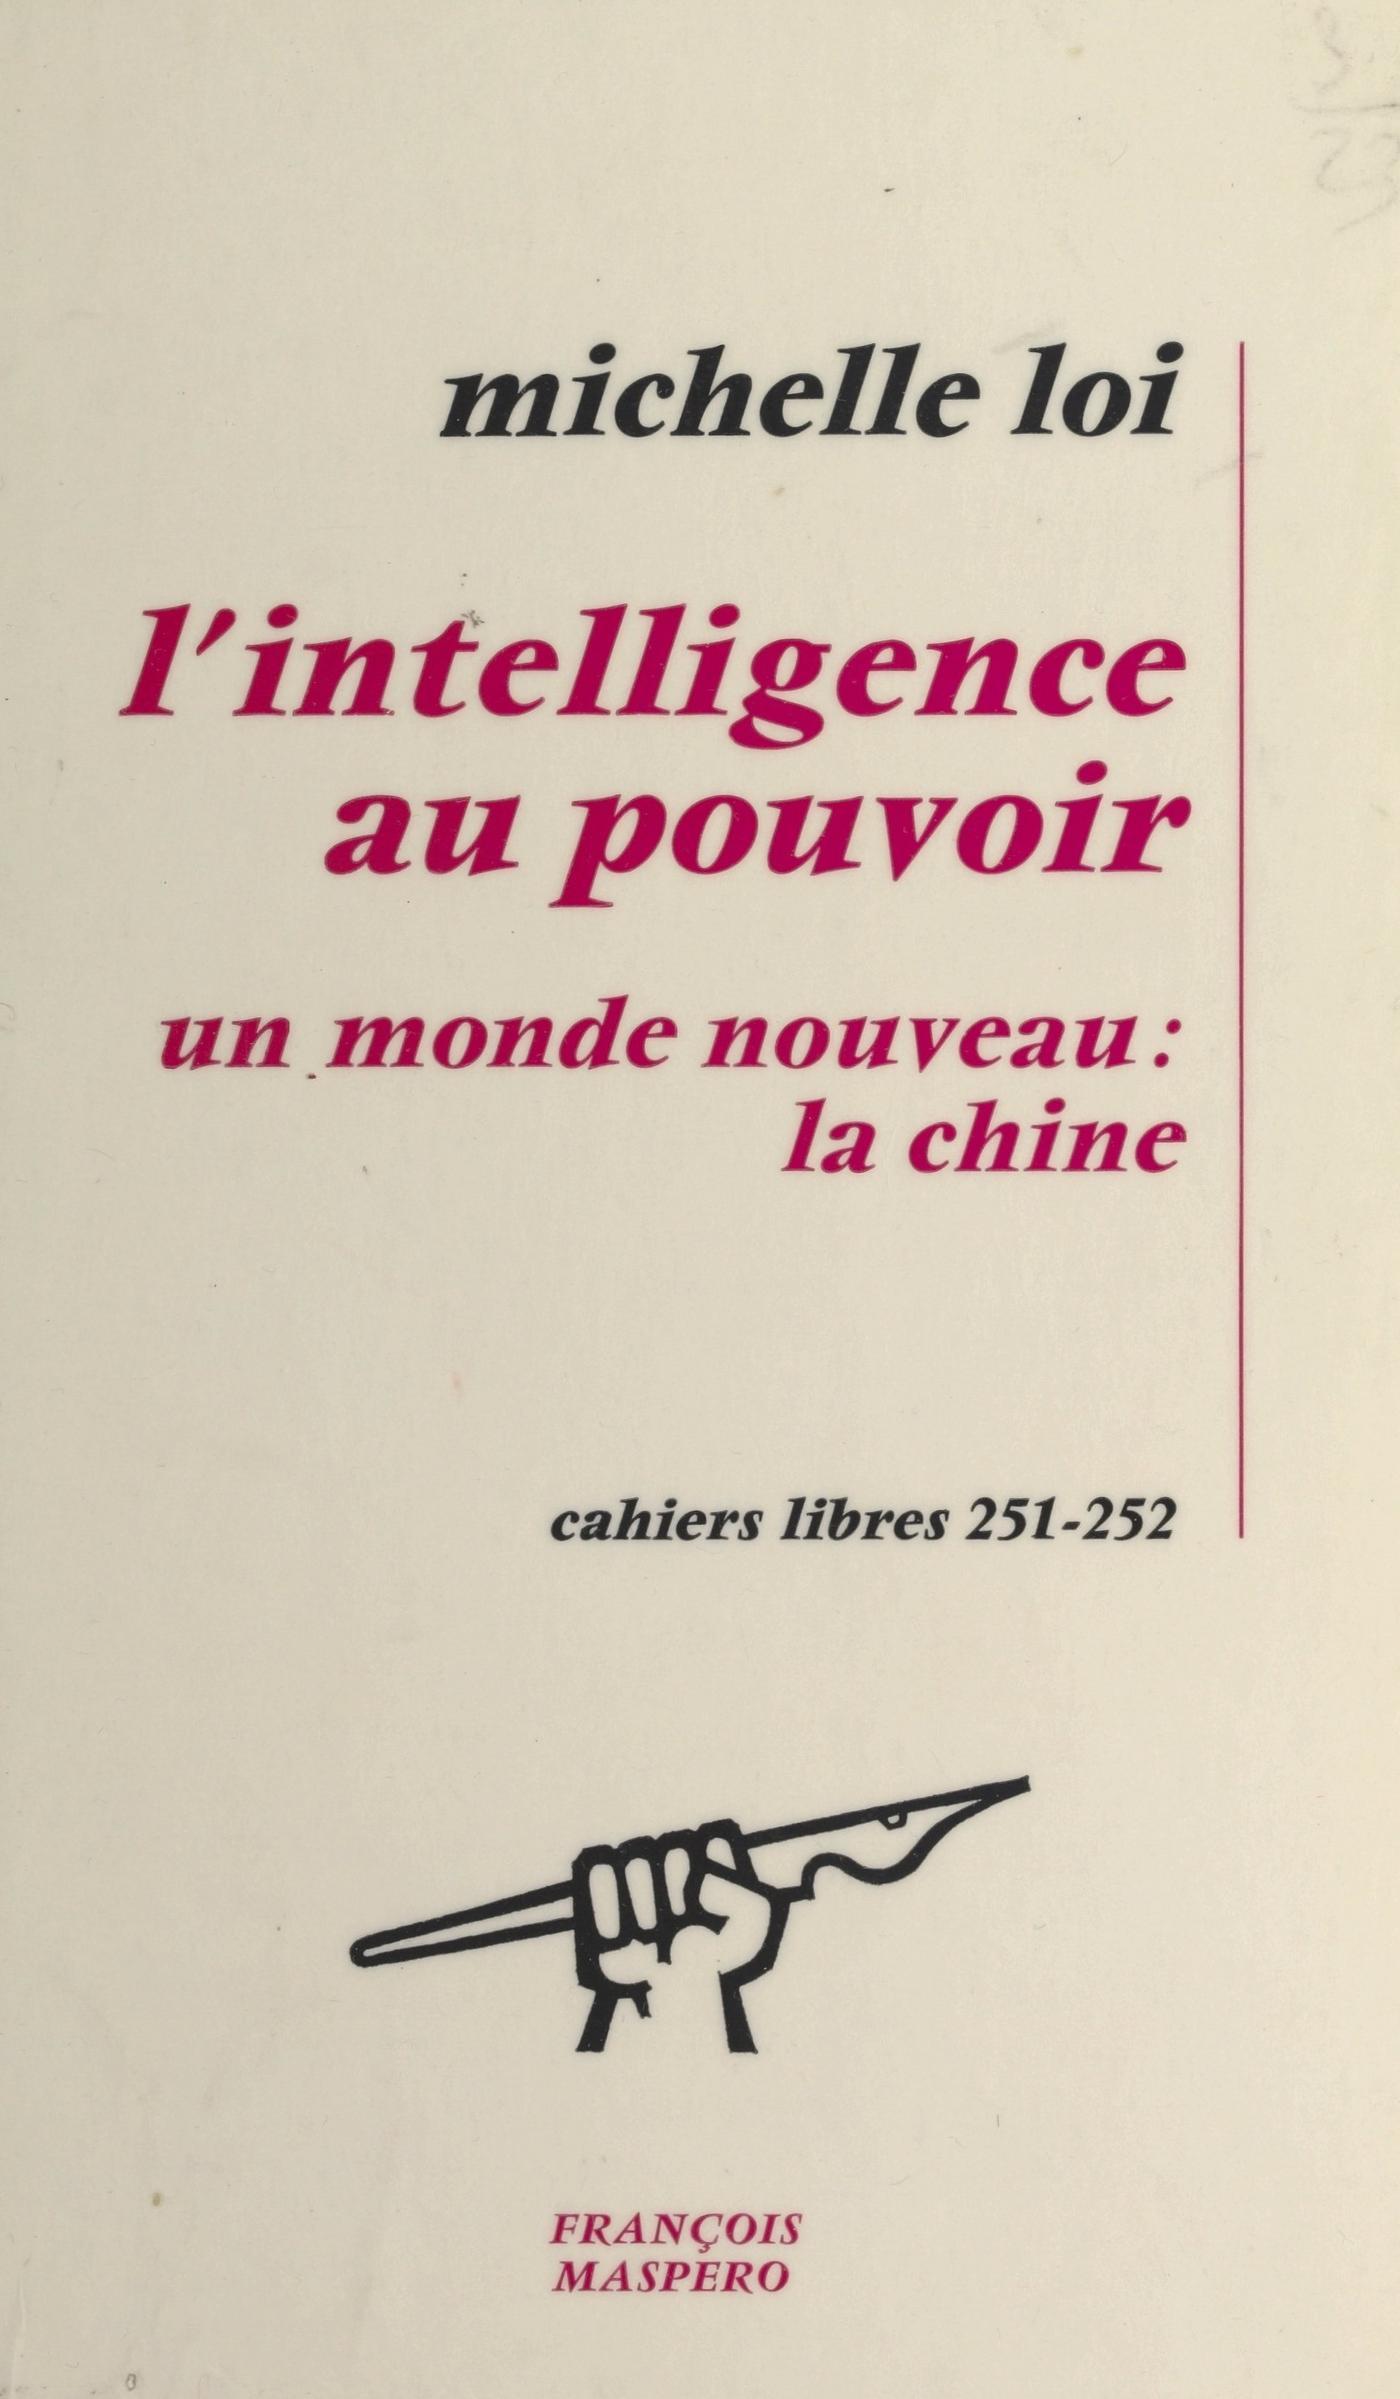 michelle loi
l'intelligence
au pouvoir
un monde nouveau :
la chine
cahiers libres 251-252
FRANÇOIS
MASPERO